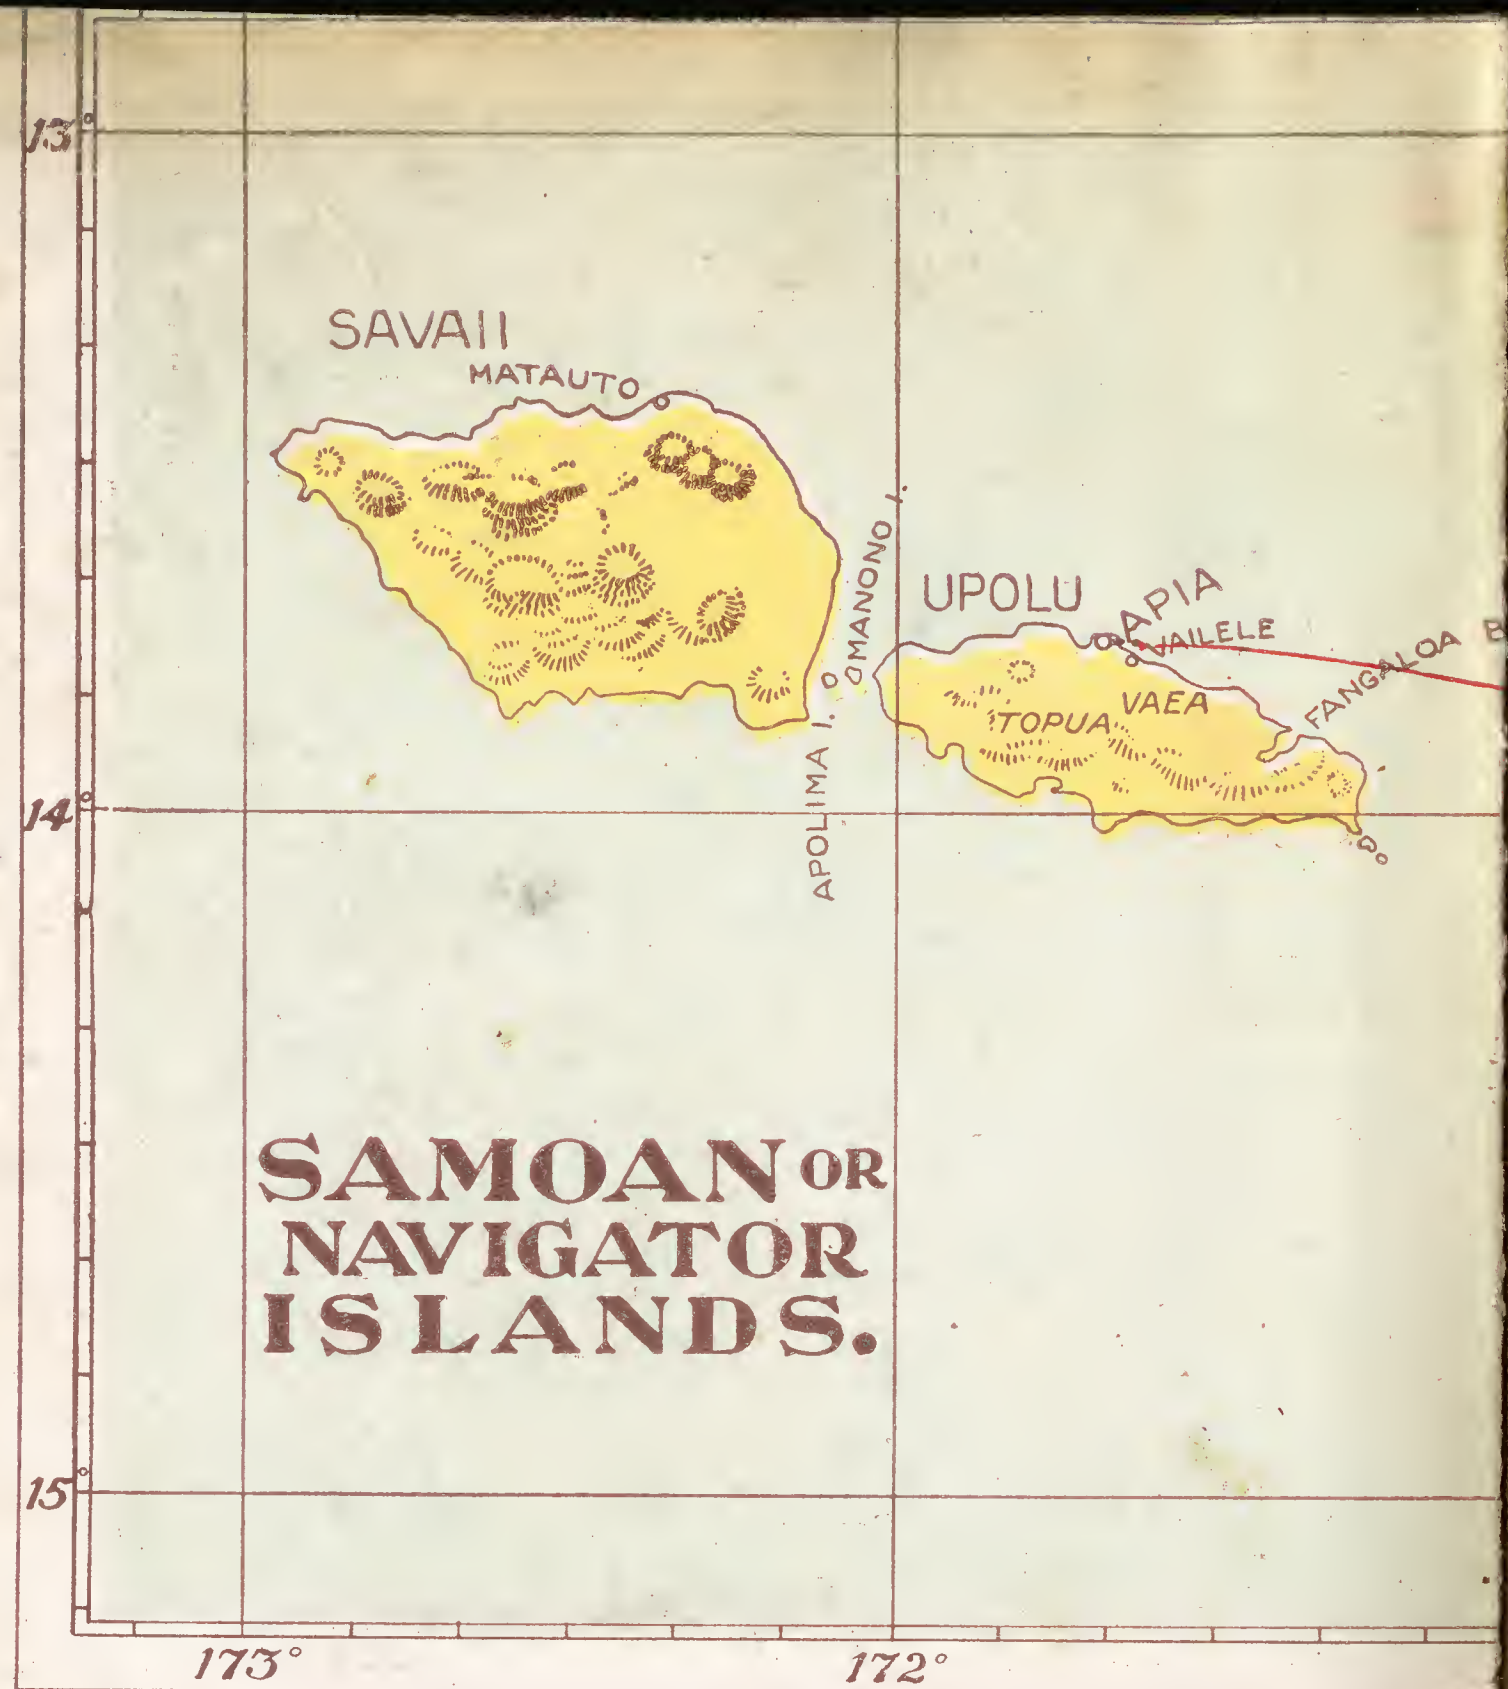 13°
SAVAII
MATAUTO
MANONO I.
UPOLU
APIA
VAILELE
FANGALOA B
VAEA
TOPUA
APOLIMA I.
14°
SAMOAN OR
NAVIGATOR
ISLANDS.
15°
173°
172°